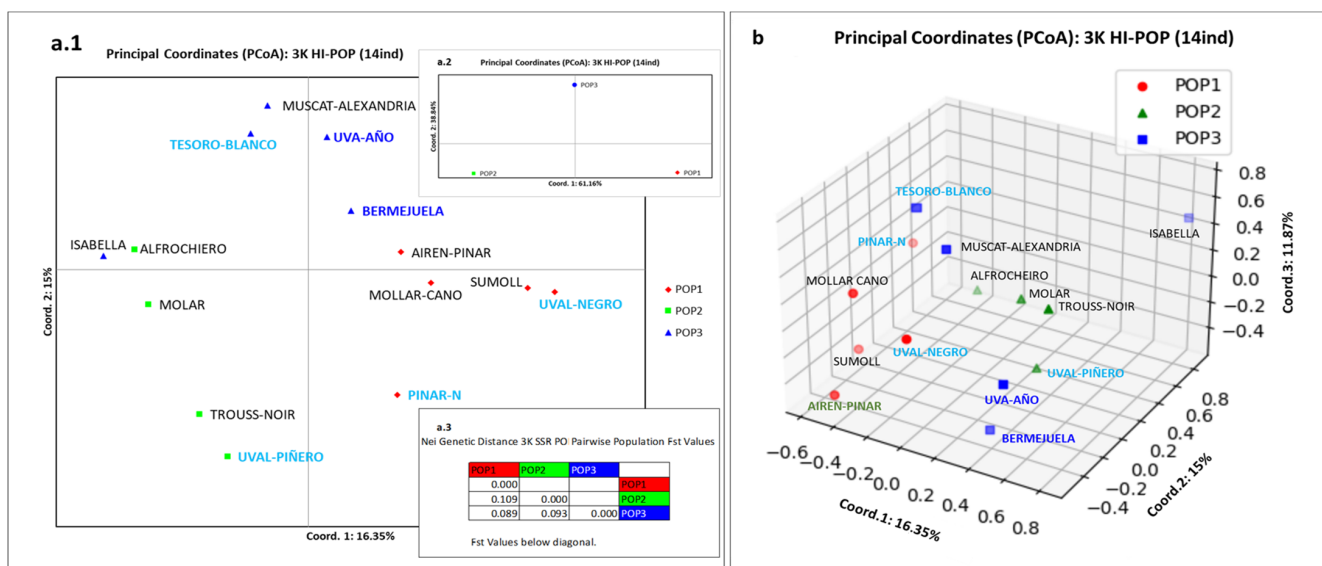 a.1
Principal Coordinates (PCoA): 3K HI-POP (14ind)
MUSCAT-ALEXANDRIA
TESORO-BLANCO
UVA-AÑO
BERMEJUELA
ISABELLA
ALFROCHIERO
AIREN-PINAR
MOLLAR-CANO
SUMOLL
UVAL-NEGRO
MOLAR
PINAR-N
TROUSS-NOIR
UVAL-PIÑERO
Coord. 2: 15%
Coord. 1: 16.35%
POP1
POP2
POP3
a.2
Principal Coordinates (PCoA): 3K HI-POP (14ind)
POP3
POP2
POP1
Coord. 2: 38.84%
Coord. 1: 61,16%
a.3
Nei Genetic Distance 3K SSR PO Pairwise Population Fst Values
POP1 POP2 POP3
0.000 POP1
0.109 0.000 POP2
0.089 0.093 0.000 POP3
Fst Values below diagonal.
b
Principal Coordinates (PCoA): 3K HI-POP (14ind)
POP1
POP2
POP3
TESORO-BLANCO
ISABELLA
PINAR-N
MUSCAT-ALEXANDRIA
MOLLAR CANO
ALFROCHEIRO
MOLAR
TROUSS-NOIR
UVAL-NEGRO
SUMOLL
UVAL-PIÑERO
UVA-AÑO
AIREN-PINAR
BERMEJUELA
0.8
0.6
0.4
0.2
0.0
−0.2
−0.4
Coord.3: 11.87%
0.8
0.6
0.4
0.2
0.0
−0.2
−0.4
Coord.2: 15%
−0.6 −0.4 −0.2 0.0 0.2 0.4 0.6 0.8
Coord.1: 16.35%